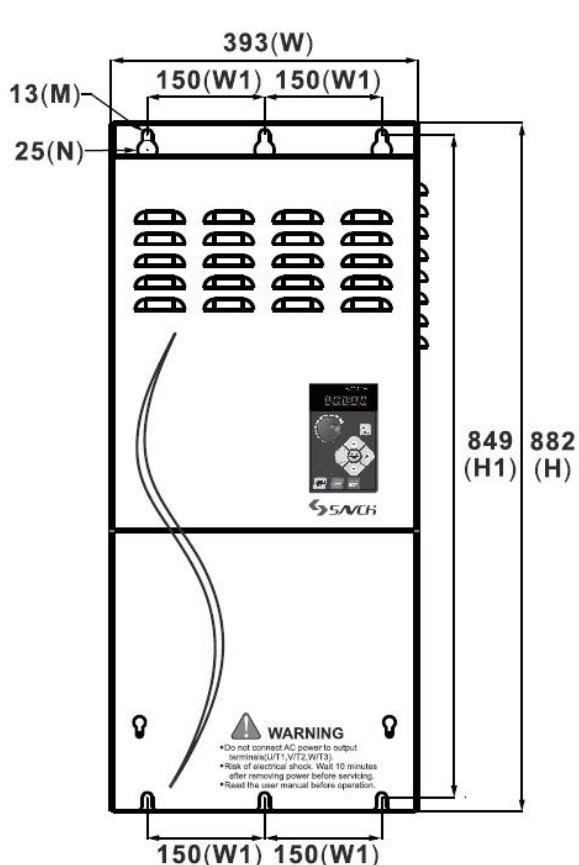 393(W)
150(W1) 150(W1)
13(M)
25(N)
849 882
(H1) (H)
SAVCH
WARNING
•Do not connect AC power to output
terminals(U/T1,V/T2,W/T3).
•Risk of electrical shock. Wait 10 minutes
after removing power before servicing.
•Read the user manual before operation.
150(W1) 150(W1)